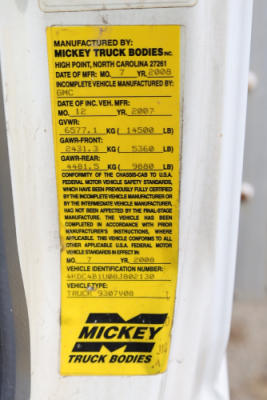 MANUFACTURED BY:
MICKEY TRUCK BODIES INC.
HIGH POINT, NORTH CAROLINA 27261
DATE OF MFR: MO. 7 YR. 2008
INCOMPLETE VEHICLE MANUFACTURED BY:
GMC
DATE OF INC. VEH. MFR:
MO. 12 YR. 2007
GVWR:
6577.1 KG ( 14500 LB)
GAWR-FRONT:
2431.3 KG ( 5360 LB)
GAWR-REAR:
4481.5 KG ( 9880 LB)
CONFORMITY OF THE CHASSIS-CAB TO U.S.A.
FEDERAL MOTOR VEHICLE SAFETY STANDARDS,
WHICH HAVE BEEN PREVIOUSLY FULLY CERTIFIED
BY THE INCOMPLETE VEHICLE MANUFACTURER OR
BY THE INTERMEDIATE VEHICLE MANUFACTURER,
HAS NOT BEEN AFFECTED BY THE FINAL-STAGE
MANUFACTURER. THE VEHICLE HAS BEEN
COMPLETED IN ACCORDANCE WITH PRIOR
MANUFACTURER'S INSTRUCTIONS, WHERE
APPLICABLE. THIS VEHICLE CONFORMS TO ALL
OTHER APPLICABLE U.S.A. FEDERAL MOTOR
VEHICLE STANDARDS IN EFFECT IN:
MO. 7 YR. 2008
VEHICLE IDENTIFICATION NUMBER:
4KDC4B1U08J802130
VEHICLE TYPE:
TRUCK 9307V08
M
MICKEY
TRUCK BODIES